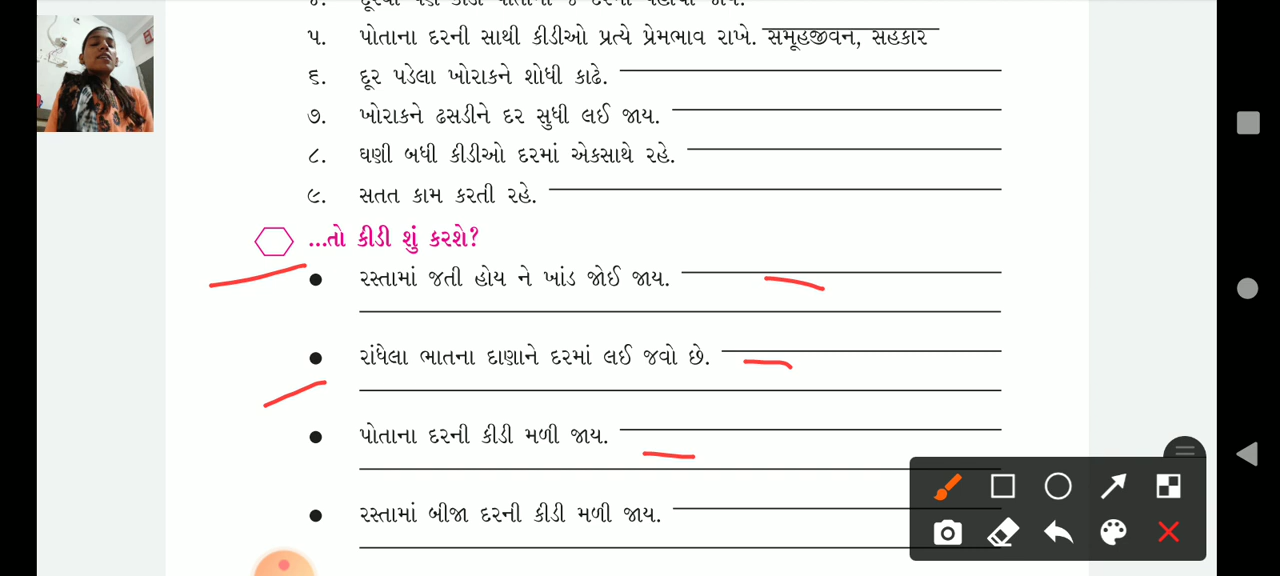 ૫. પોતાના દરની સાથી કીડીઓ પ્રત્યે પ્રેમભાવ રાખે. સમૂહજીવન, સહકાર
૬. દૂર પડેલા ખોરાકને શોધી કાઢે.
૭. ખોરાકને ઢસડીને દર સુધી લઈ જાય.
૮. ઘણી બધી કીડીઓ દરમાં એકસાથે રહે.
૯. સતત કામ કરતી રહે.
...તો કીડી શું કરશે?
● રસ્તામાં જતી હોય ને ખાંડ જોઈ જાય.
● રાંધેલા ભાતના દાણાને દરમાં લઈ જવો છે.
● પોતાના દરની કીડી મળી જાય.
● રસ્તામાં બીજા દરની કીડી મળી જાય.